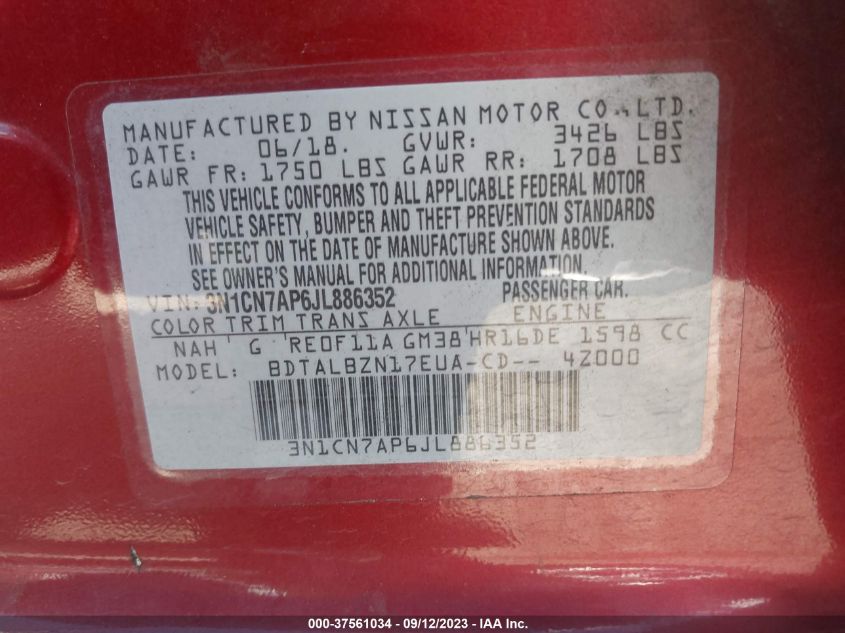 MANUFACTURED BY NISSAN MOTOR CO., LTD.
DATE: 06/18. GVWR: 3426 LBS
GAWR FR: 1750 LBS GAWR RR: 1708 LBS
THIS VEHICLE CONFORMS TO ALL APPLICABLE FEDERAL MOTOR
VEHICLE SAFETY, BUMPER AND THEFT PREVENTION STANDARDS
IN EFFECT ON THE DATE OF MANUFACTURE SHOWN ABOVE.
SEE OWNER'S MANUAL FOR ADDITIONAL INFORMATION.
VIN: 3N1CN7AP6JL886352 PASSENGER CAR.
COLOR TRIM TRANS AXLE ENGINE
NAH G RE0F11A GM38 HR16DE 1598 CC
MODEL: BDTALBZN17EUA-CD-- 4Z000
3N1CN7AP6JL886352
000-37561034 - 09/12/2023 - IAA Inc.